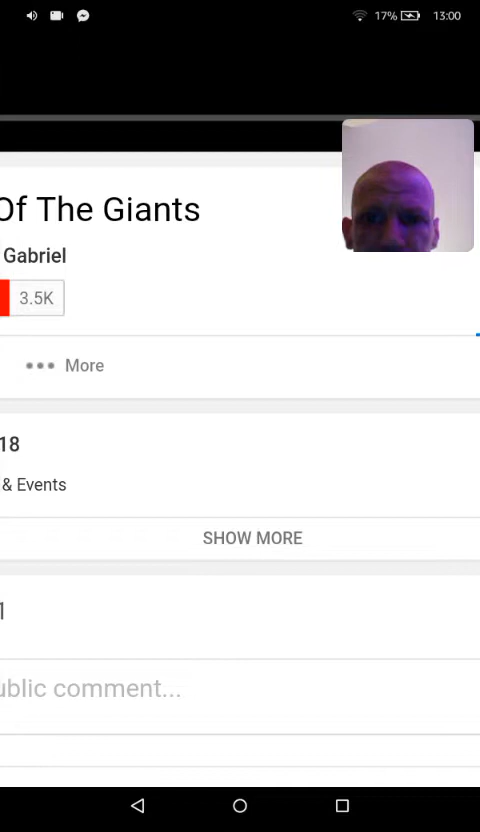 17% 13:00
Of The Giants
Gabriel
3.5K
More
18
& Events
SHOW MORE
1
ublic comment...